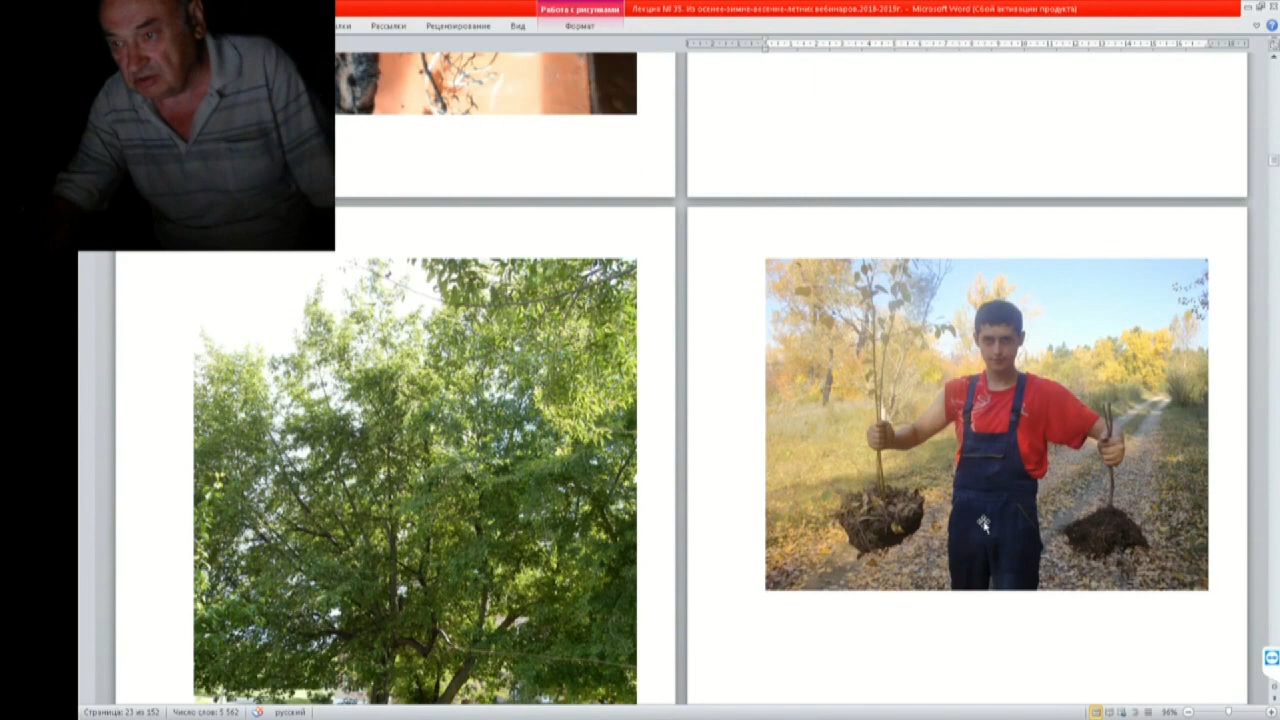 Работа с рисунками
Лекция № 35. Из осенне-зимне-весенне-летних вебинаров.2018-2019г. - Microsoft Word (Сбой активации продукта)
Рассылки
Рецензирование
Вид
Формат
Страница: 23 из 152
Число слов: 5 562
русский
96%